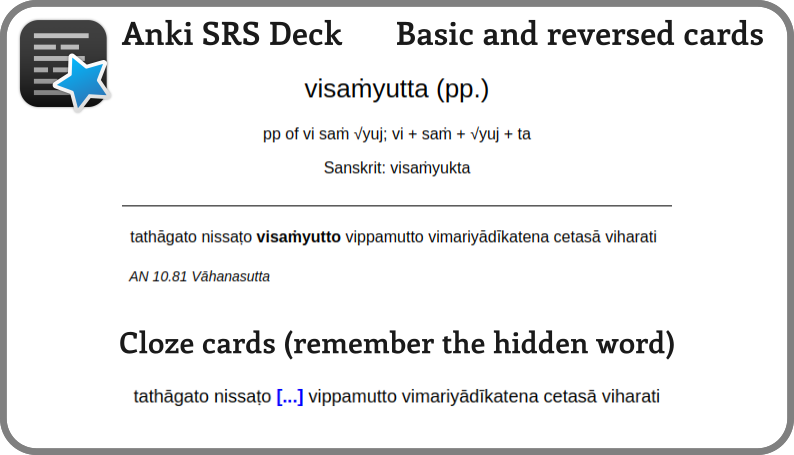 Anki SRS Deck Basic and reversed cards
visaṁyutta (pp.)
pp of vi saṁ √yuj; vi + saṁ + √yuj + ta
Sanskrit: visaṁyukta
tathāgato nissaṭo visaṁyutto vippamutto vimariyādīkatena cetasā viharati
AN 10.81 Vāhanasutta
Cloze cards (remember the hidden word)
tathāgato nissaṭo [...] vippamutto vimariyādīkatena cetasā viharati